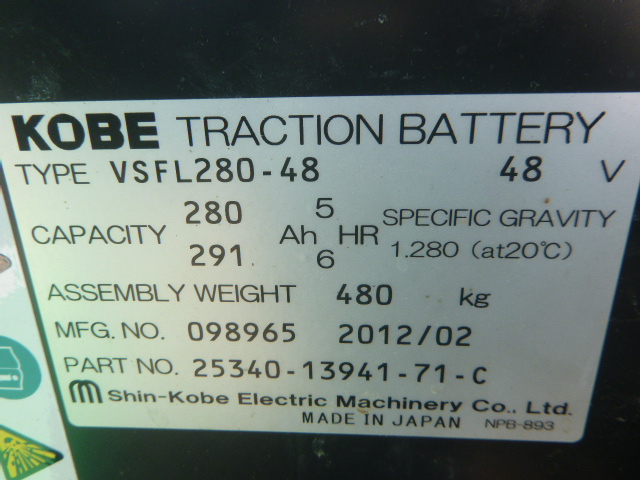 KOBE TRACTION BATTERY
TYPE VSFL280-48 48 V
CAPACITY 280 Ah 5 HR SPECIFIC GRAVITY
291 6 1.280 (at20℃)
ASSEMBLY WEIGHT 480 kg
MFG. NO. 098965 2012/02
PART NO. 25340-13941-71-C
Shin-Kobe Electric Machinery Co., Ltd.
MADE IN JAPAN NPB-893